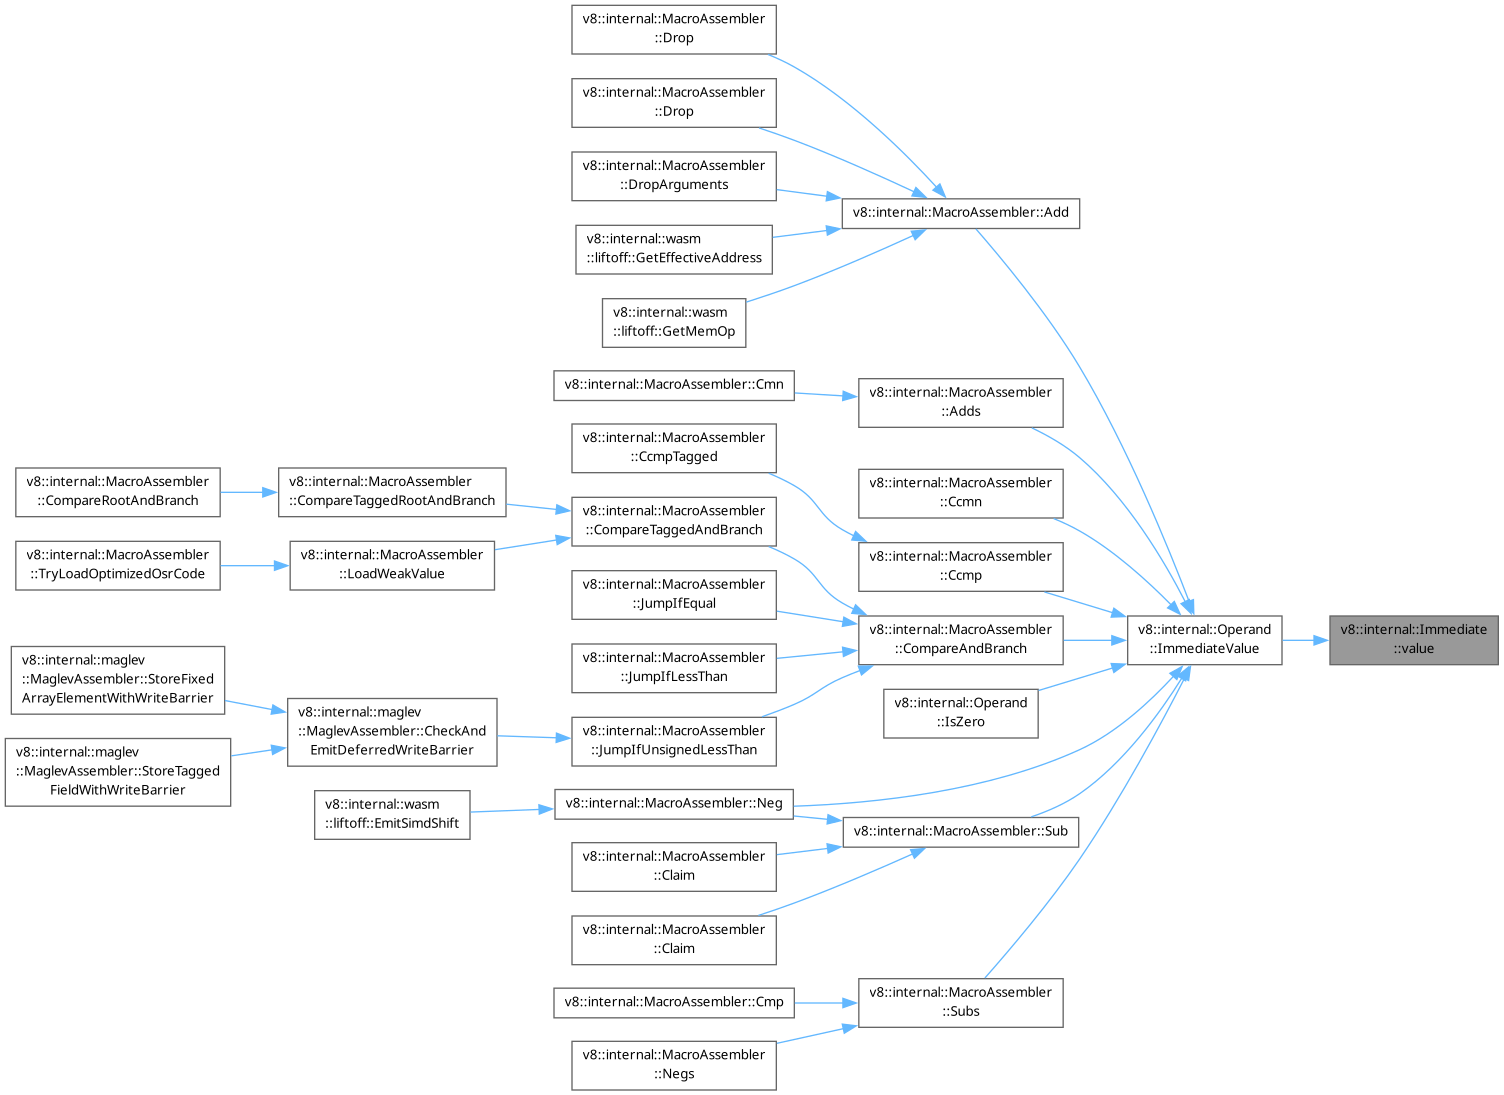 v8::internal::MacroAssembler
::Drop
v8::internal::MacroAssembler
::Drop
v8::internal::MacroAssembler
::DropArguments
v8::internal::MacroAssembler::Add
v8::internal::wasm
::liftoff::GetEffectiveAddress
v8::internal::wasm
::liftoff::GetMemOp
v8::internal::MacroAssembler::Cmn
v8::internal::MacroAssembler
::Adds
v8::internal::MacroAssembler
::CcmpTagged
v8::internal::MacroAssembler
::Ccmn
v8::internal::MacroAssembler
::CompareRootAndBranch
v8::internal::MacroAssembler
::CompareTaggedRootAndBranch
v8::internal::MacroAssembler
::CompareTaggedAndBranch
v8::internal::MacroAssembler
::TryLoadOptimizedOsrCode
v8::internal::MacroAssembler
::LoadWeakValue
v8::internal::MacroAssembler
::Ccmp
v8::internal::MacroAssembler
::JumpIfEqual
v8::internal::MacroAssembler
::CompareAndBranch
v8::internal::Operand
::ImmediateValue
v8::internal::Immediate
::value
v8::internal::MacroAssembler
::JumpIfLessThan
v8::internal::maglev
::MaglevAssembler::StoreFixed
ArrayElementWithWriteBarrier
v8::internal::maglev
::MaglevAssembler::CheckAnd
EmitDeferredWriteBarrier
v8::internal::MacroAssembler
::JumpIfUnsignedLessThan
v8::internal::Operand
::IsZero
v8::internal::maglev
::MaglevAssembler::StoreTagged
FieldWithWriteBarrier
v8::internal::wasm
::liftoff::EmitSimdShift
v8::internal::MacroAssembler::Neg
v8::internal::MacroAssembler::Sub
v8::internal::MacroAssembler
::Claim
v8::internal::MacroAssembler
::Claim
v8::internal::MacroAssembler::Cmp
v8::internal::MacroAssembler
::Subs
v8::internal::MacroAssembler
::Negs